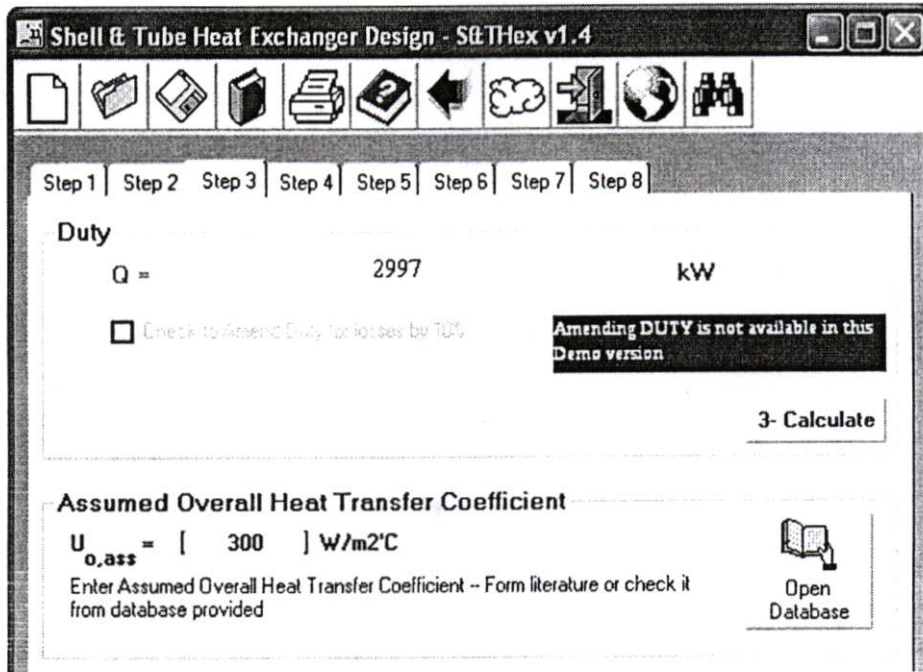 Shell & Tube Heat Exchanger Design - S&THex v1.4
Step 1 Step 2 Step 3 Step 4 Step 5 Step 6 Step 7 Step 8
Duty
Q = 2997 kW
Check to Amend Duty for losses by 10%
Amending DUTY is not available in this
Demo version
3- Calculate
Assumed Overall Heat Transfer Coefficient
U o,ass = [ 300 ] W/m2'C
Enter Assumed Overall Heat Transfer Coefficient -- Form literature or check it
from database provided
Open
Database